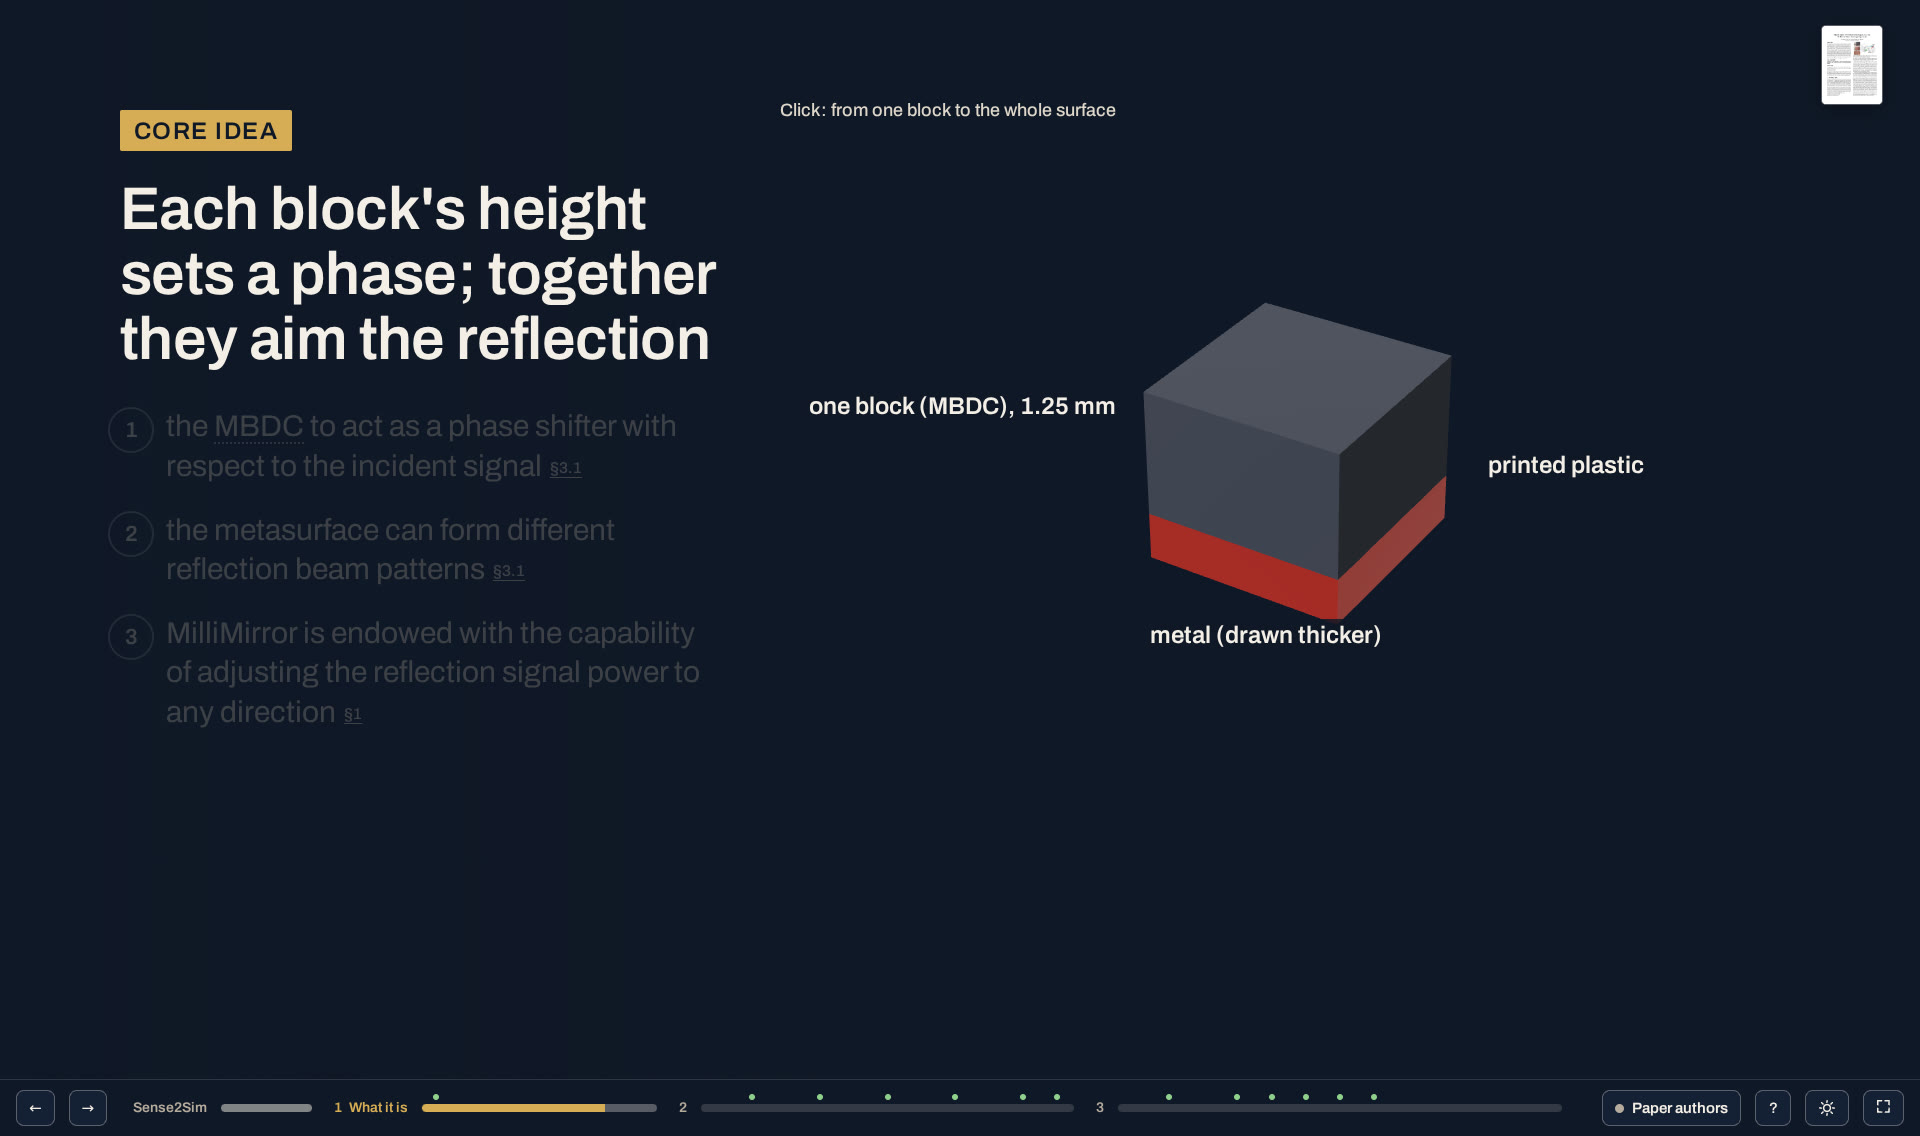 CORE IDEA
Click: from one block to the whole surface
Each block's height
sets a phase; together
they aim the reflection
1 the MBDC to act as a phase shifter with
respect to the incident signal §3.1
2 the metasurface can form different
reflection beam patterns §3.1
3 MilliMirror is endowed with the capability
of adjusting the reflection signal power to
any direction §1
one block (MBDC), 1.25 mm
printed plastic
metal (drawn thicker)
← → Sense2Sim 1 What it is 2 3 Paper authors ?